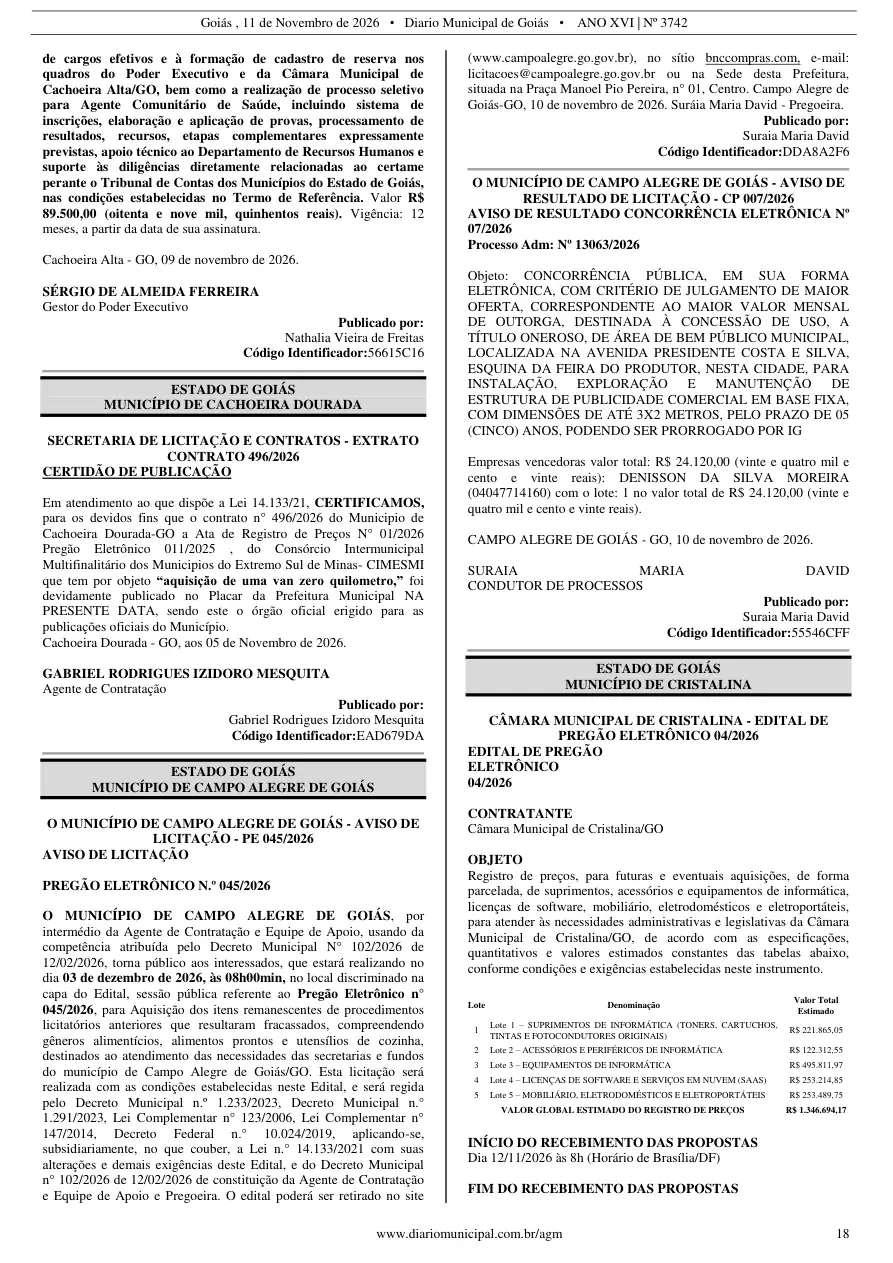 Goiás , 11 de Novembro de 2026 • Diario Municipal de Goiás • ANO XVI | Nº 3742
de cargos efetivos e à formação de cadastro de reserva nos
quadros do Poder Executivo e da Câmara Municipal de
Cachoeira Alta/GO, bem como a realização de processo seletivo
para Agente Comunitário de Saúde, incluindo sistema de
inscrições, elaboração e aplicação de provas, processamento de
resultados, recursos, etapas complementares expressamente
previstas, apoio técnico ao Departamento de Recursos Humanos e
suporte às diligências diretamente relacionadas ao certame
perante o Tribunal de Contas dos Municípios do Estado de Goiás,
nas condições estabelecidas no Termo de Referência. Valor R$
89.500,00 (oitenta e nove mil, quinhentos reais). Vigência: 12
meses, a partir da data de sua assinatura.
Cachoeira Alta - GO, 09 de novembro de 2026.
SÉRGIO DE ALMEIDA FERREIRA
Gestor do Poder Executivo
Publicado por:
Nathalia Vieira de Freitas
Código Identificador:56615C16
ESTADO DE GOIÁS
MUNICÍPIO DE CACHOEIRA DOURADA
SECRETARIA DE LICITAÇÃO E CONTRATOS - EXTRATO
CONTRATO 496/2026
CERTIDÃO DE PUBLICAÇÃO
Em atendimento ao que dispõe a Lei 14.133/21, CERTIFICAMOS,
para os devidos fins que o contrato n° 496/2026 do Municipio de
Cachoeira Dourada-GO a Ata de Registro de Preços N° 01/2026
Pregão Eletrônico 011/2025 , do Consórcio Intermunicipal
Multifinalitário dos Municipios do Extremo Sul de Minas- CIMESMI
que tem por objeto “aquisição de uma van zero quilometro,” foi
devidamente publicado no Placar da Prefeitura Municipal NA
PRESENTE DATA, sendo este o órgão oficial erigido para as
publicações oficiais do Município.
Cachoeira Dourada - GO, aos 05 de Novembro de 2026.
GABRIEL RODRIGUES IZIDORO MESQUITA
Agente de Contratação
Publicado por:
Gabriel Rodrigues Izidoro Mesquita
Código Identificador:EAD679DA
ESTADO DE GOIÁS
MUNICÍPIO DE CAMPO ALEGRE DE GOIÁS
O MUNICÍPIO DE CAMPO ALEGRE DE GOIÁS - AVISO DE
LICITAÇÃO - PE 045/2026
AVISO DE LICITAÇÃO
PREGÃO ELETRÔNICO N.º 045/2026
O MUNICÍPIO DE CAMPO ALEGRE DE GOIÁS, por
intermédio da Agente de Contratação e Equipe de Apoio, usando da
competência atribuída pelo Decreto Municipal N° 102/2026 de
12/02/2026, torna público aos interessados, que estará realizando no
dia 03 de dezembro de 2026, às 08h00min, no local discriminado na
capa do Edital, sessão pública referente ao Pregão Eletrônico n°
045/2026, para Aquisição dos itens remanescentes de procedimentos
licitatórios anteriores que resultaram fracassados, compreendendo
gêneros alimentícios, alimentos prontos e utensílios de cozinha,
destinados ao atendimento das necessidades das secretarias e fundos
do município de Campo Alegre de Goiás/GO. Esta licitação será
realizada com as condições estabelecidas neste Edital, e será regida
pelo Decreto Municipal n.º 1.233/2023, Decreto Municipal n.°
1.291/2023, Lei Complementar n° 123/2006, Lei Complementar n°
147/2014, Decreto Federal n.° 10.024/2019, aplicando-se,
subsidiariamente, no que couber, a Lei n.° 14.133/2021 com suas
alterações e demais exigências deste Edital, e do Decreto Municipal
n° 102/2026 de 12/02/2026 de constituição da Agente de Contratação
e Equipe de Apoio e Pregoeira. O edital poderá ser retirado no site
(www.campoalegre.go.gov.br), no sítio bnccompras.com, e-mail:
licitacoes@campoalegre.go.gov.br ou na Sede desta Prefeitura,
situada na Praça Manoel Pio Pereira, n° 01, Centro. Campo Alegre de
Goiás-GO, 10 de novembro de 2026. Suráia Maria David - Pregoeira.
Publicado por:
Suraia Maria David
Código Identificador:DDA8A2F6
O MUNICÍPIO DE CAMPO ALEGRE DE GOIÁS - AVISO DE
RESULTADO DE LICITAÇÃO - CP 007/2026
AVISO DE RESULTADO CONCORRÊNCIA ELETRÔNICA Nº
07/2026
Processo Adm: Nº 13063/2026
Objeto: CONCORRÊNCIA PÚBLICA, EM SUA FORMA
ELETRÔNICA, COM CRITÉRIO DE JULGAMENTO DE MAIOR
OFERTA, CORRESPONDENTE AO MAIOR VALOR MENSAL
DE OUTORGA, DESTINADA À CONCESSÃO DE USO, A
TÍTULO ONEROSO, DE ÁREA DE BEM PÚBLICO MUNICIPAL,
LOCALIZADA NA AVENIDA PRESIDENTE COSTA E SILVA,
ESQUINA DA FEIRA DO PRODUTOR, NESTA CIDADE, PARA
INSTALAÇÃO, EXPLORAÇÃO E MANUTENÇÃO DE
ESTRUTURA DE PUBLICIDADE COMERCIAL EM BASE FIXA,
COM DIMENSÕES DE ATÉ 3X2 METROS, PELO PRAZO DE 05
(CINCO) ANOS, PODENDO SER PRORROGADO POR IG
Empresas vencedoras valor total: R$ 24.120,00 (vinte e quatro mil e
cento e vinte reais): DENISSON DA SILVA MOREIRA
(04047714160) com o lote: 1 no valor total de R$ 24.120,00 (vinte e
quatro mil e cento e vinte reais).
CAMPO ALEGRE DE GOIÁS - GO, 10 de novembro de 2026.
SURAIA MARIA DAVID
CONDUTOR DE PROCESSOS
Publicado por:
Suraia Maria David
Código Identificador:55546CFF
ESTADO DE GOIÁS
MUNICÍPIO DE CRISTALINA
CÂMARA MUNICIPAL DE CRISTALINA - EDITAL DE
PREGÃO ELETRÔNICO 04/2026
EDITAL DE PREGÃO
ELETRÔNICO
04/2026
CONTRATANTE
Câmara Municipal de Cristalina/GO
OBJETO
Registro de preços, para futuras e eventuais aquisições, de forma
parcelada, de suprimentos, acessórios e equipamentos de informática,
licenças de software, mobiliário, eletrodomésticos e eletroportáteis,
para atender às necessidades administrativas e legislativas da Câmara
Municipal de Cristalina/GO, de acordo com as especificações,
quantitativos e valores estimados constantes das tabelas abaixo,
conforme condições e exigências estabelecidas neste instrumento.
Lote Denominação Valor Total Estimado
1 Lote 1 – SUPRIMENTOS DE INFORMÁTICA (TONERS, CARTUCHOS,
TINTAS E FOTOCONDUTORES ORIGINAIS) R$ 221.865,05
2 Lote 2 – ACESSÓRIOS E PERIFÉRICOS DE INFORMÁTICA R$ 122.312,55
3 Lote 3 – EQUIPAMENTOS DE INFORMÁTICA R$ 495.811,97
4 Lote 4 – LICENÇAS DE SOFTWARE E SERVIÇOS EM NUVEM (SAAS) R$ 253.214,85
5 Lote 5 – MOBILIÁRIO, ELETRODOMÉSTICOS E ELETROPORTÁTEIS R$ 253.489,75
VALOR GLOBAL ESTIMADO DO REGISTRO DE PREÇOS R$ 1.346.694,17
INÍCIO DO RECEBIMENTO DAS PROPOSTAS
Dia 12/11/2026 às 8h (Horário de Brasília/DF)
FIM DO RECEBIMENTO DAS PROPOSTAS
www.diariomunicipal.com.br/agm 18